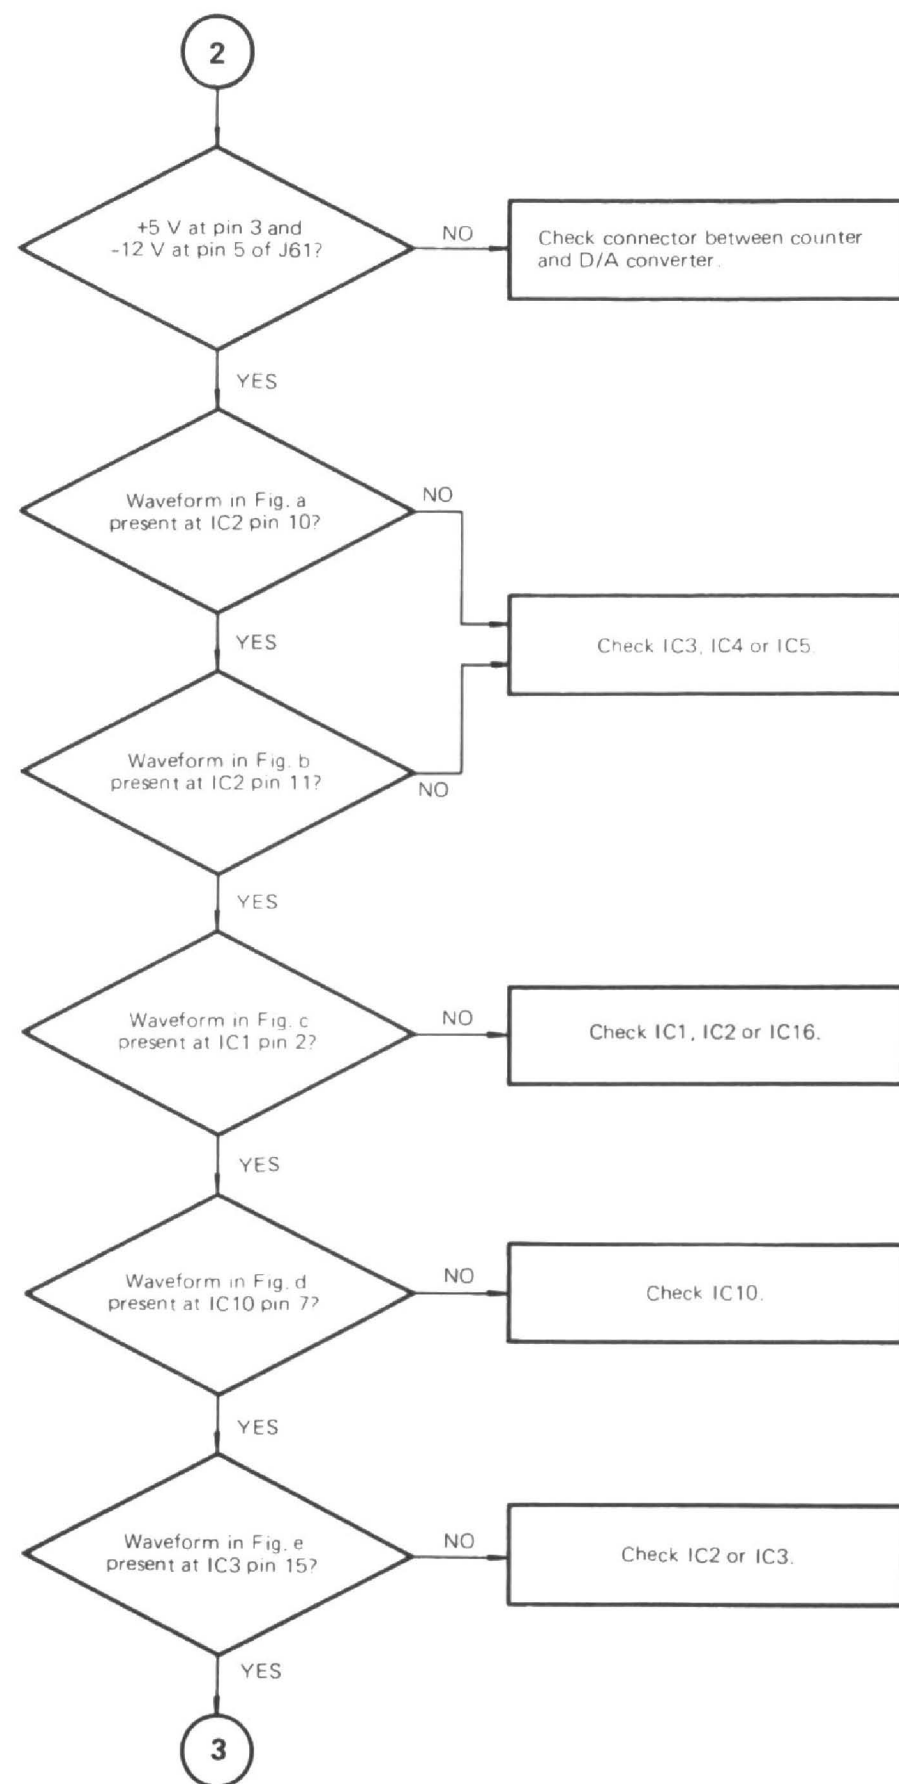 2
+5 V at pin 3 and
-12 V at pin 5 of J61?
NO
Check connector between counter
and D/A converter.
YES
Waveform in Fig. a
present at IC2 pin 10?
NO
Check IC3, IC4 or IC5.
YES
Waveform in Fig. b
present at IC2 pin 11?
NO
YES
Waveform in Fig. c
present at IC1 pin 2?
NO
Check IC1, IC2 or IC16.
YES
Waveform in Fig. d
present at IC10 pin 7?
NO
Check IC10.
YES
Waveform in Fig. e
present at IC3 pin 15?
NO
Check IC2 or IC3.
YES
3